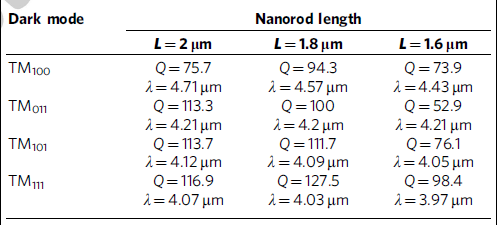 Dark mode Nanorod length
L = 2 μm L = 1.8 μm L = 1.6 μm
TM100 Q = 75.7 Q = 94.3 Q = 73.9
λ = 4.71 μm λ = 4.57 μm λ = 4.43 μm
TM011 Q = 113.3 Q = 100 Q = 52.9
λ = 4.21 μm λ = 4.2 μm λ = 4.21 μm
TM101 Q = 113.7 Q = 111.7 Q = 76.1
λ = 4.12 μm λ = 4.09 μm λ = 4.05 μm
TM111 Q = 116.9 Q = 127.5 Q = 98.4
λ = 4.07 μm λ = 4.03 μm λ = 3.97 μm